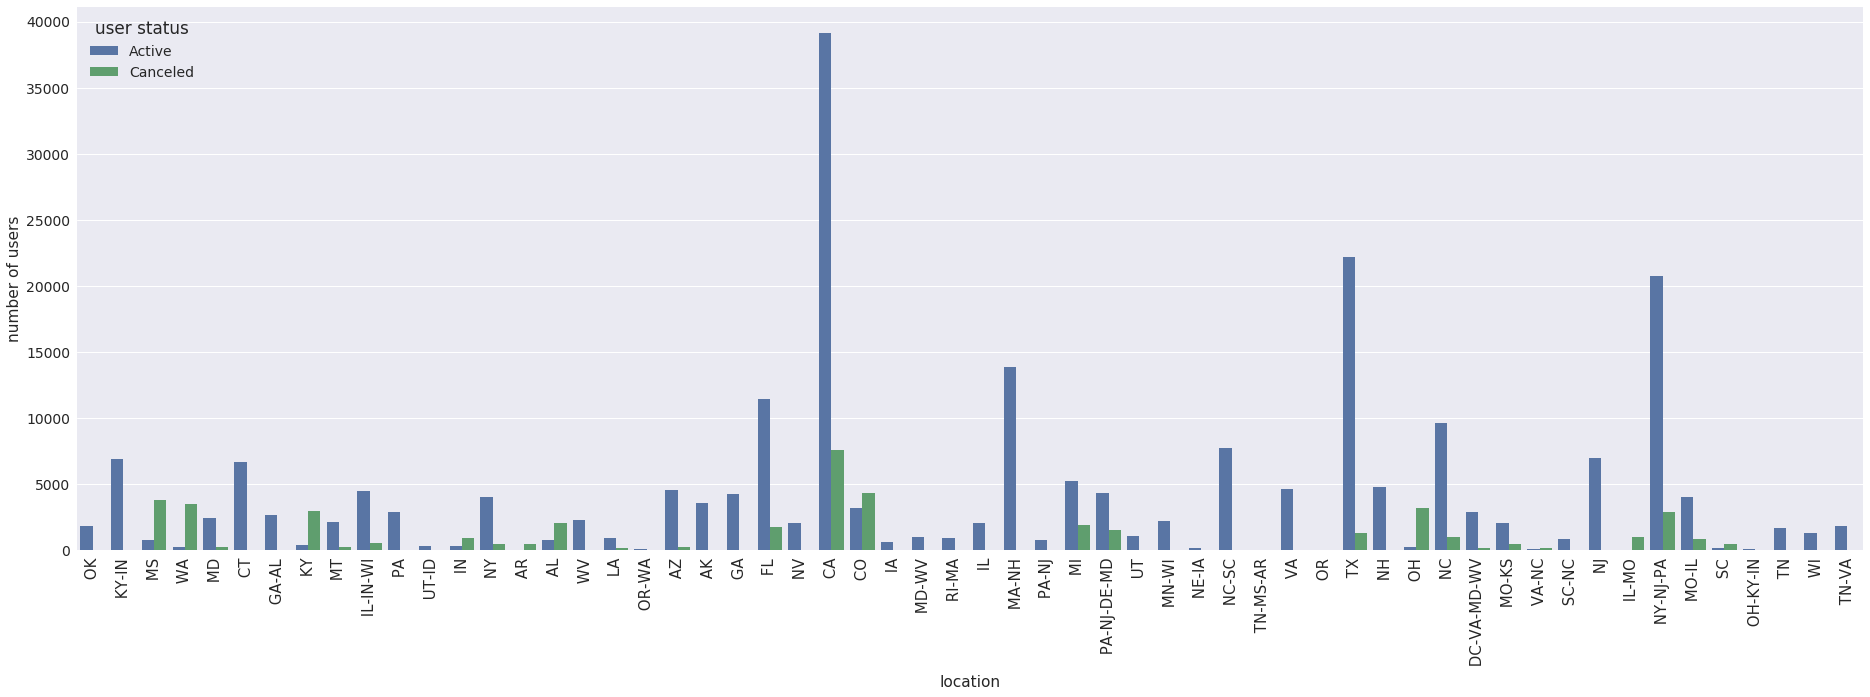 user status
Active
Canceled
number of users
40000
35000
30000
25000
20000
15000
10000
5000
0
OK
KY-IN
MS
WA
MD
CT
GA-AL
KY
MT
IL-IN-WI
PA
UT-ID
IN
NY
AR
AL
WV
LA
OR-WA
AZ
AK
GA
FL
NV
CA
CO
IA
MD-WV
RI-MA
IL
MA-NH
PA-NJ
MI
PA-NJ-DE-MD
UT
MN-WI
NE-IA
NC-SC
TN-MS-AR
VA
OR
TX
NH
OH
NC
DC-VA-MD-WV
MO-KS
VA-NC
SC-NC
NJ
IL-MO
NY-NJ-PA
MO-IL
SC
OH-KY-IN
TN
WI
TN-VA
location